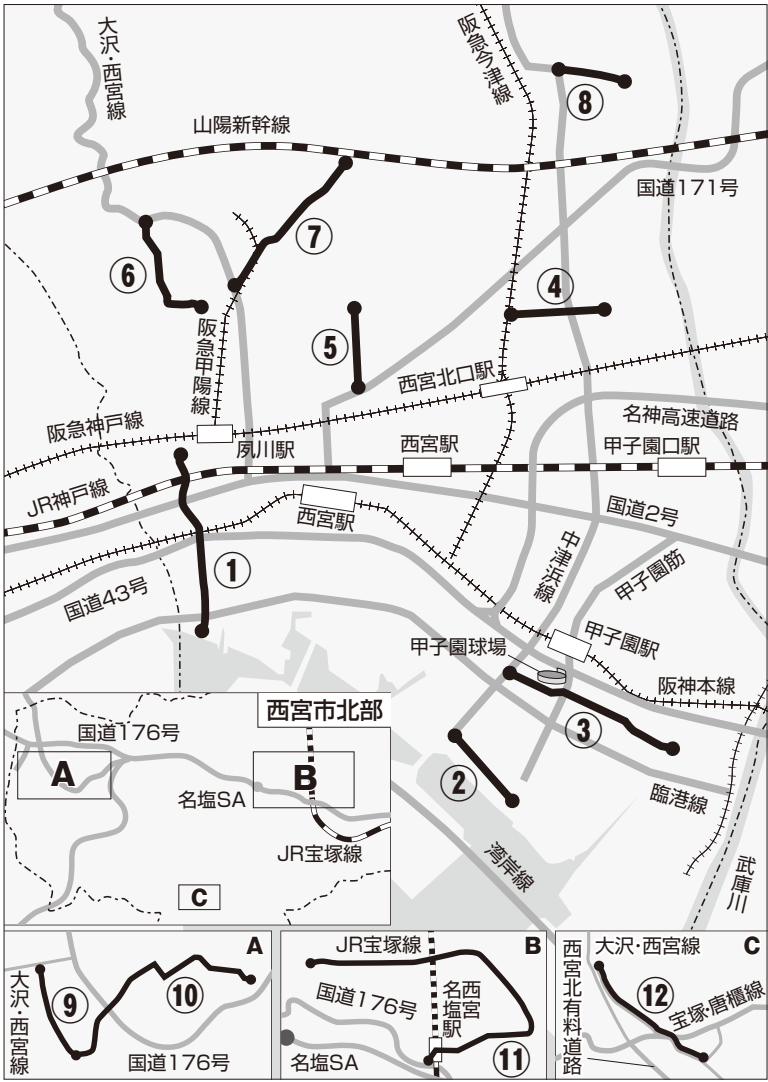 大沢・西宮線
阪急今津線
⑧
山陽新幹線
国道171号
⑦
⑥
④
⑤
阪急甲陽線
西宮北口駅
名神高速道路
阪急神戸線
夙川駅
西宮駅
甲子園口駅
JR神戸線
西宮駅
国道2号
中津浜線
甲子園筋
①
国道43号
甲子園球場
甲子園駅
阪神本線
③
②
臨港線
湾岸線
武庫川
西宮市北部
国道176号
A
B
名塩SA
JR宝塚線
C
A
大沢・西宮線
⑨
⑩
国道176号
B
JR宝塚線
国道176号
西宮
名塩駅
名塩SA
⑪
C
大沢・西宮線
西宮北有料道路
⑫
宝塚・唐櫃線